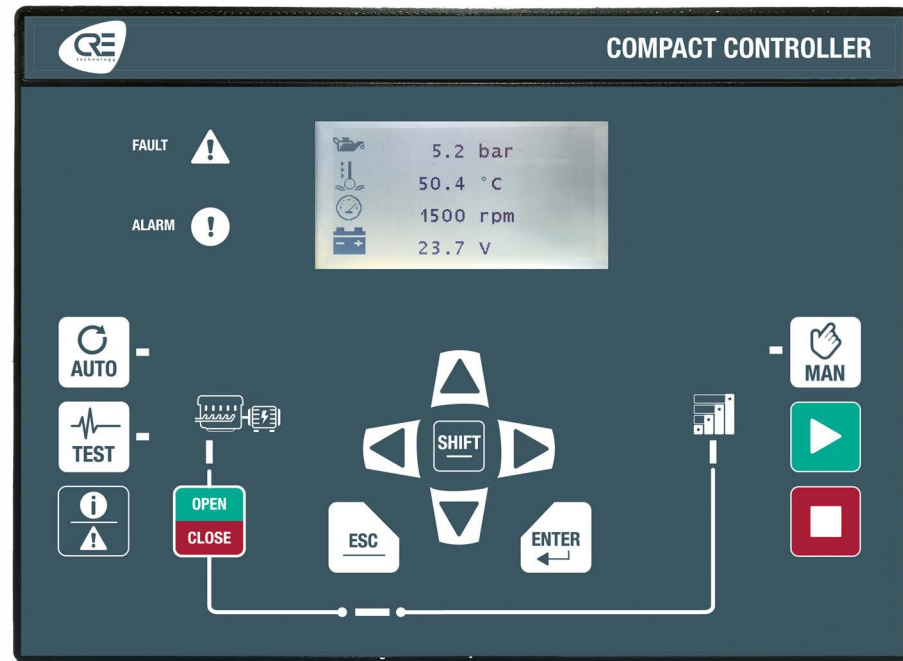 CRE
technology
COMPACT CONTROLLER
FAULT
ALARM
5.2 bar
50.4 °C
1500 rpm
23.7 V
AUTO
TEST
OPEN
CLOSE
SHIFT
ESC
ENTER
MAN